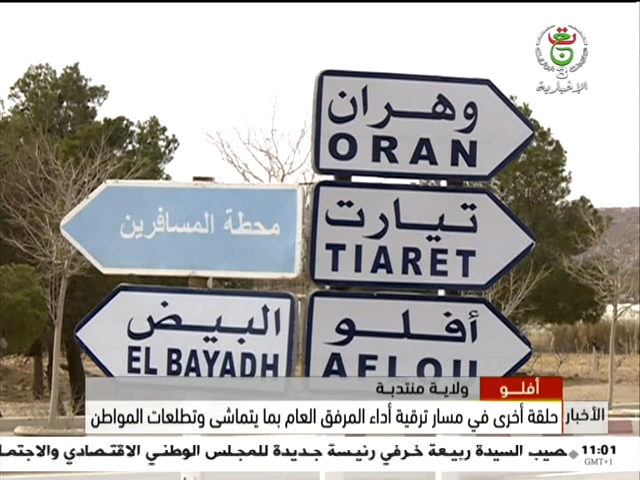 الإخبارية
وهران
ORAN
محطة المسافرين
تيارت
TIARET
البيض
EL BAYADH
أفلو
AFLOU
أفلو
ولاية منتدبة
الأخبار
حلقة أخرى في مسار ترقية أداء المرفق العام بما يتماشى وتطلعات المواطن
صيب السيدة ربيعة خرفي رئيسة جديدة للمجلس الوطني الاقتصادي والاجتما
11:01
GMT+1